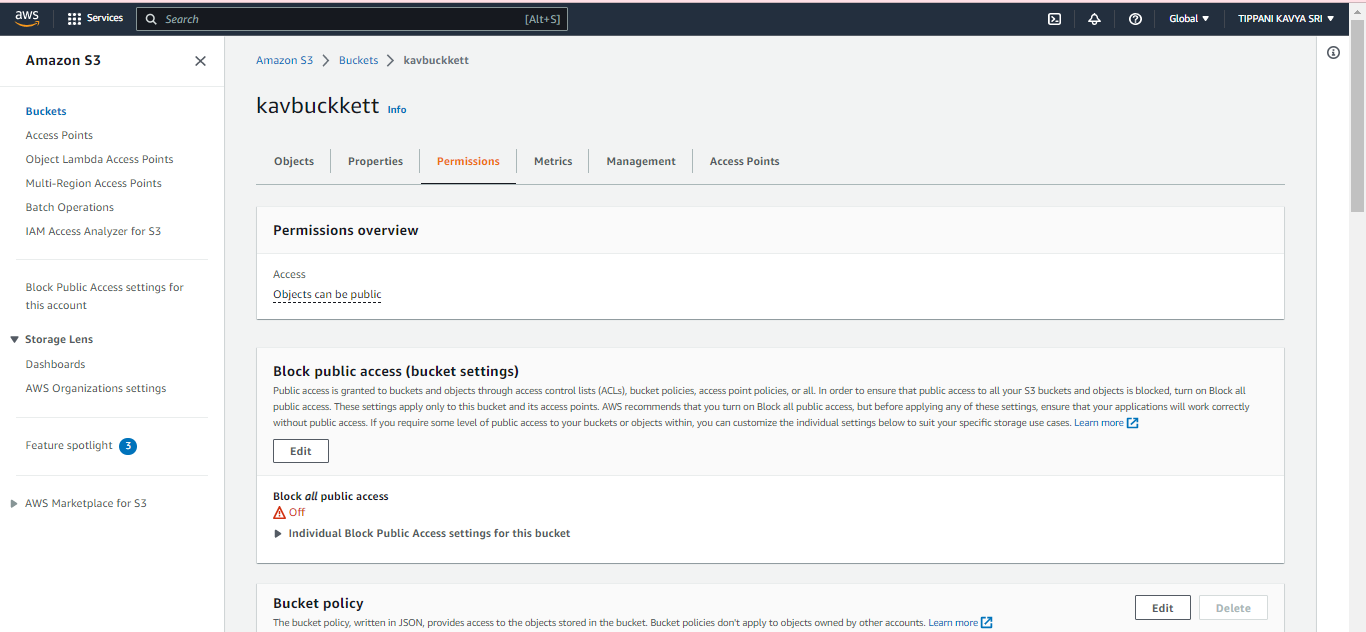 aws Services Search [Alt+S] Global TIPPANI KAVYA SRI
Amazon S3
Buckets
Access Points
Object Lambda Access Points
Multi-Region Access Points
Batch Operations
IAM Access Analyzer for S3
Block Public Access settings for
this account
Storage Lens
Dashboards
AWS Organizations settings
Feature spotlight 3
AWS Marketplace for S3
Amazon S3 Buckets kavbuckkett
kavbuckkett Info
Objects Properties Permissions Metrics Management Access Points
Permissions overview
Access
Objects can be public
Block public access (bucket settings)
Public access is granted to buckets and objects through access control lists (ACLs), bucket policies, access point policies, or all. In order to ensure that public access to all your S3 buckets and objects is blocked, turn on Block all
public access. These settings apply only to this bucket and its access points. AWS recommends that you turn on Block all public access, but before applying any of these settings, ensure that your applications will work correctly
without public access. If you require some level of public access to your buckets or objects within, you can customize the individual settings below to suit your specific storage use cases. Learn more
Edit
Block all public access
Off
Individual Block Public Access settings for this bucket
Bucket policy
Edit Delete
The bucket policy, written in JSON, provides access to the objects stored in the bucket. Bucket policies don't apply to objects owned by other accounts. Learn more